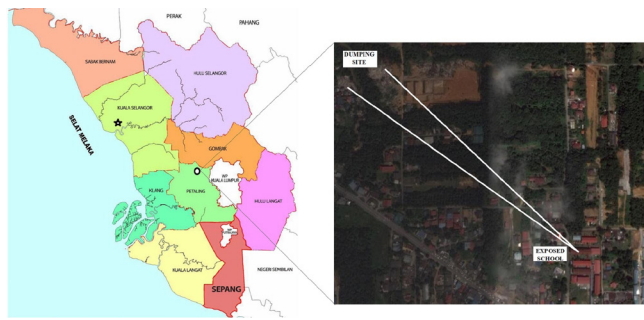 PERAK
PAHANG
SABAK BERNAM
HULU SELANGOR
KUALA SELANGOR
SELAT MELAKA
GOMBAK
WP
KUALA LUMPUR
KLANG
PETALING
HULU LANGAT
KUALA LANGAT
SEPANG
NEGERI SEMBILAN
DUMPING
SITE
EXPOSED
SCHOOL